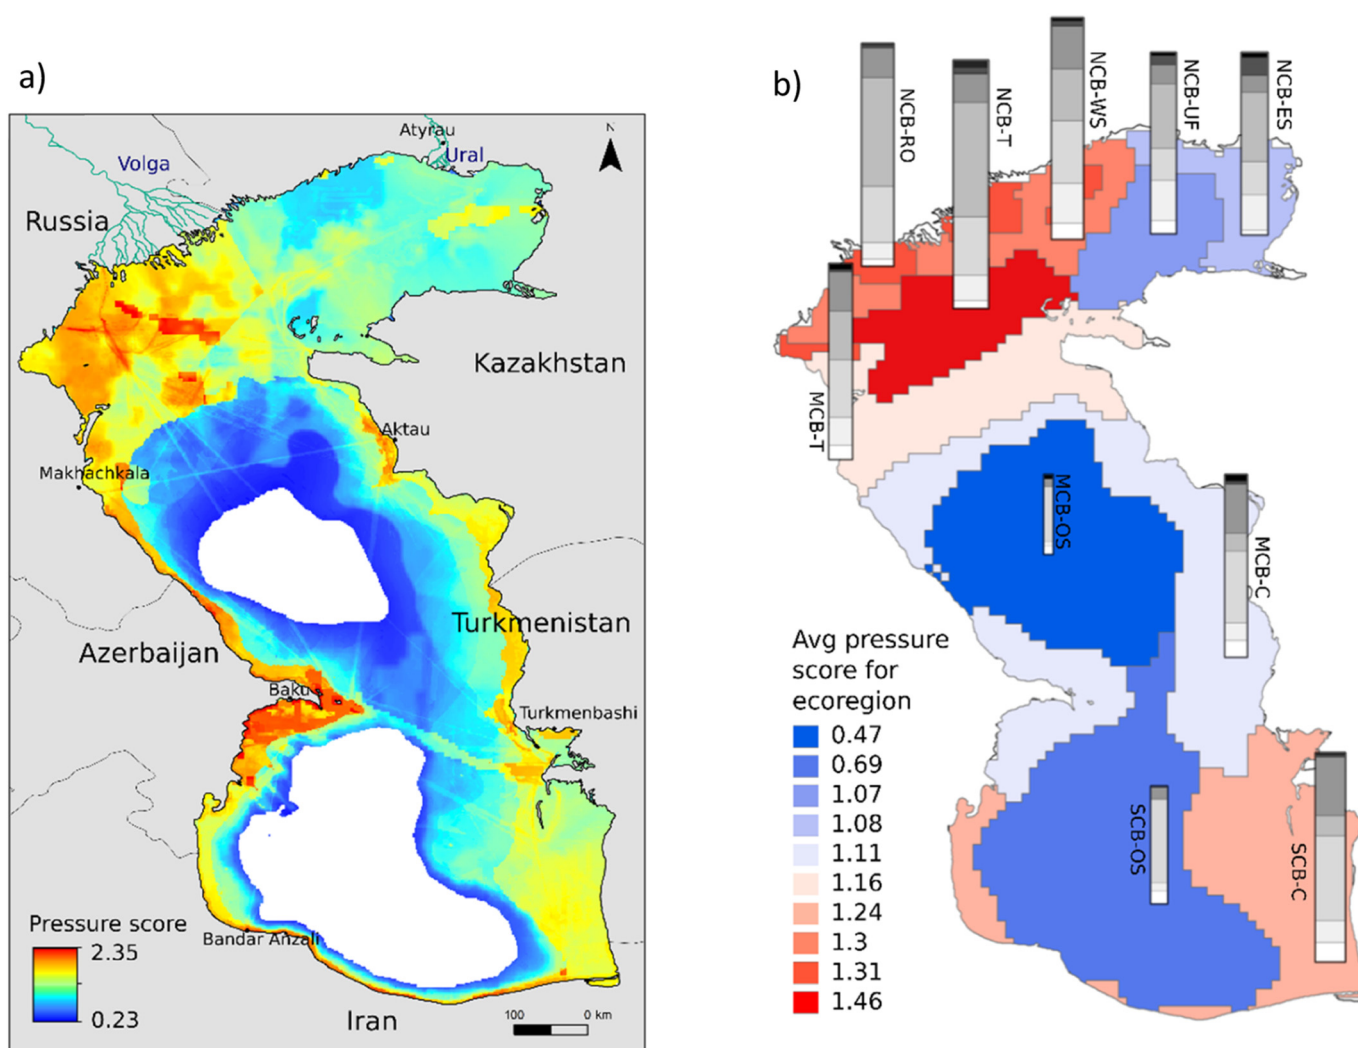 a)
Atyrau
Ural
Volga
N
Russia
Kazakhstan
Aktau
Makhachkala
Turkmenistan
Azerbaijan
Baku
Turkmenbashi
Pressure score
2.35
0.23
Bandar Anzali
Iran
100
0 km
b)
NCB-RO
NCB-T
NCB-WS
NCB-UF
NCB-ES
MCB-T
MCB-OS
MCB-C
SCB-OS
SCB-C
Avg pressure
score for
ecoregion
0.47
0.69
1.07
1.08
1.11
1.16
1.24
1.3
1.31
1.46